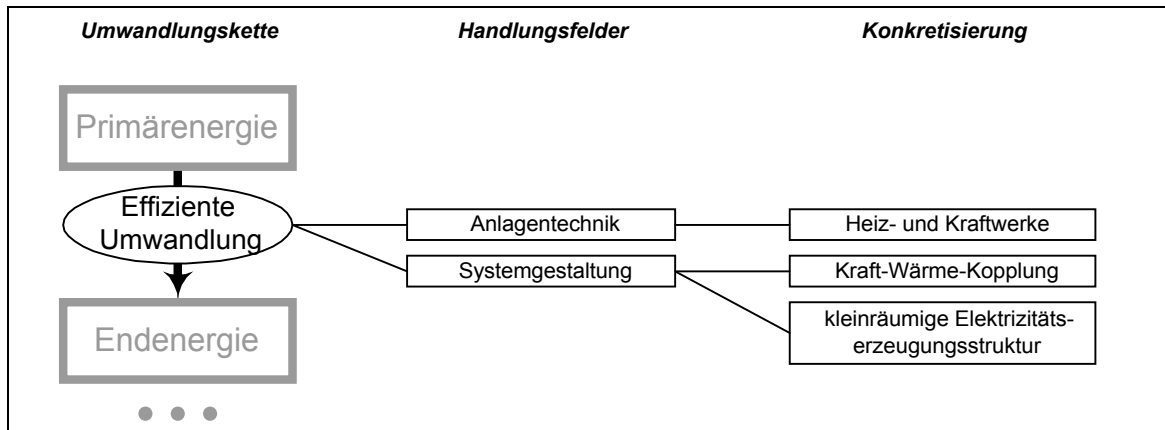 Umwandlungskette
Handlungsfelder
Konkretisierung
Primärenergie
Effiziente
Umwandlung
Anlagentechnik
Heiz- und Kraftwerke
Systemgestaltung
Kraft-Wärme-Kopplung
kleinräumige Elektrizitäts-
erzeugungsstruktur
Endenergie